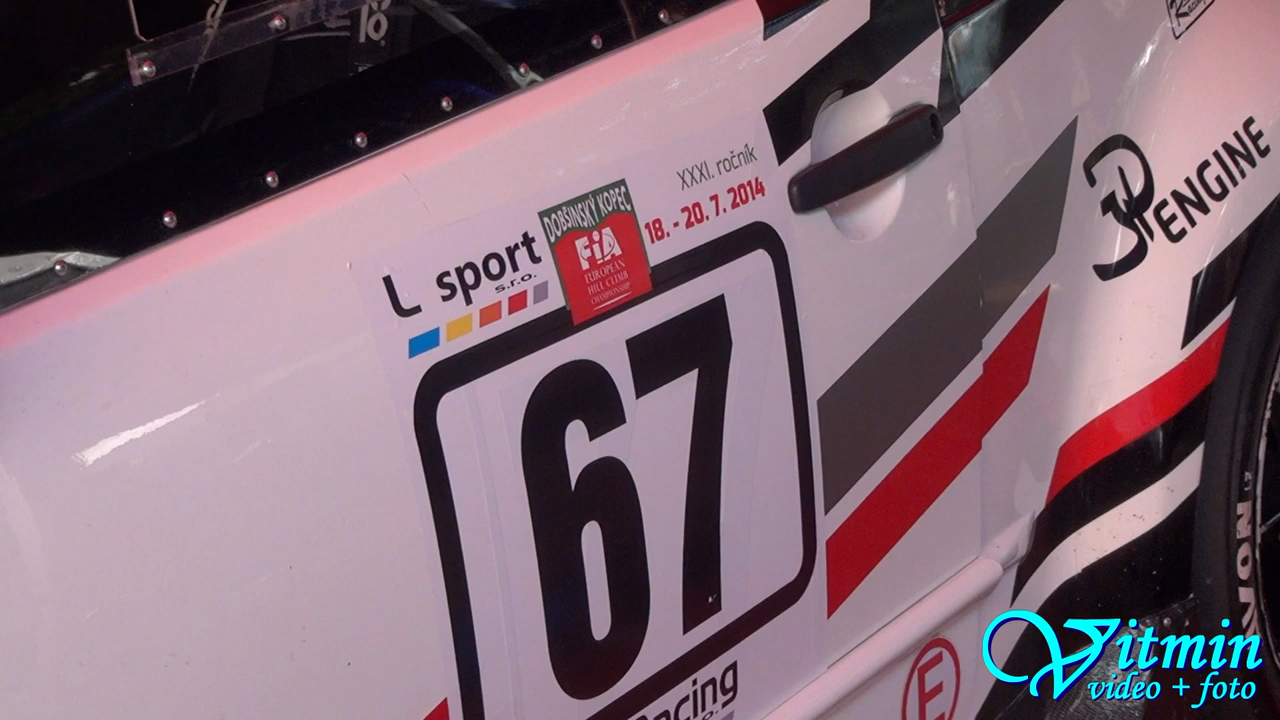 XXXI. ročník
18. - 20. 7. 2014
DOBŠINSKÝ KOPEC
FiA
EUROPEAN
HILL CLIMB
CHAMPIONSHIP
L sport
s.r.o.
67
ENGINE
E
Vitmin
video + foto